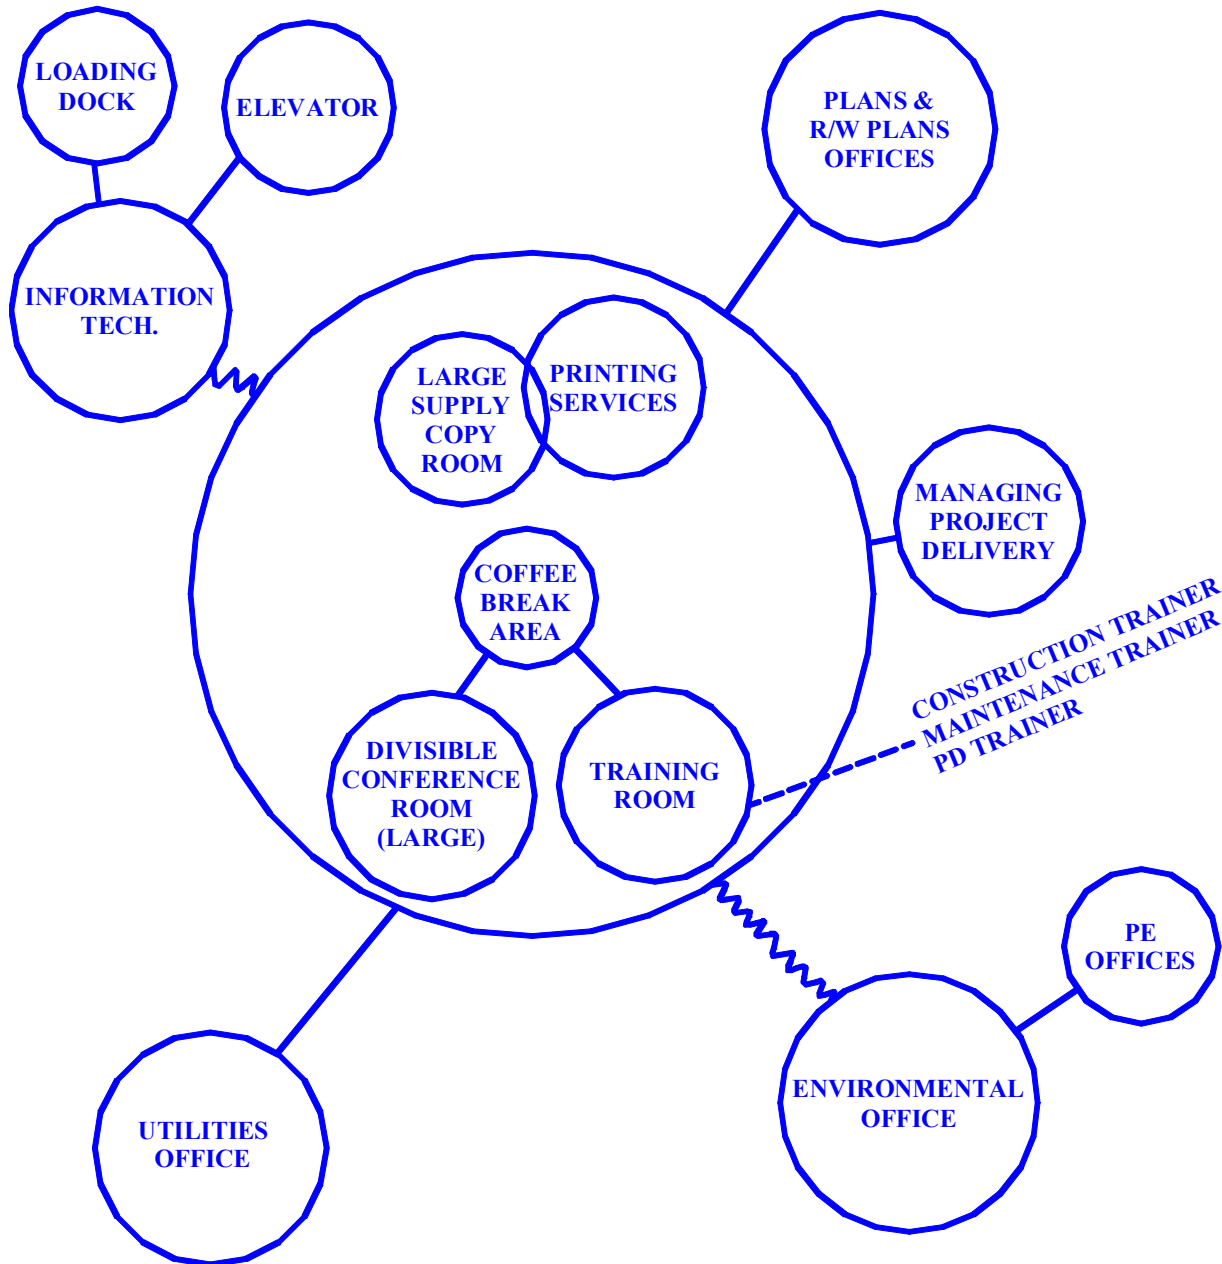 LOADING
DOCK
ELEVATOR
PLANS &
R/W PLANS
OFFICES
INFORMATION
TECH.
LARGE
SUPPLY
COPY
ROOM
PRINTING
SERVICES
MANAGING
PROJECT
DELIVERY
COFFEE
BREAK
AREA
CONSTRUCTION TRAINER
MAINTENANCE TRAINER
PD TRAINER
DIVISIBLE
CONFERENCE
ROOM
(LARGE)
TRAINING
ROOM
PE
OFFICES
ENVIRONMENTAL
OFFICE
UTILITIES
OFFICE